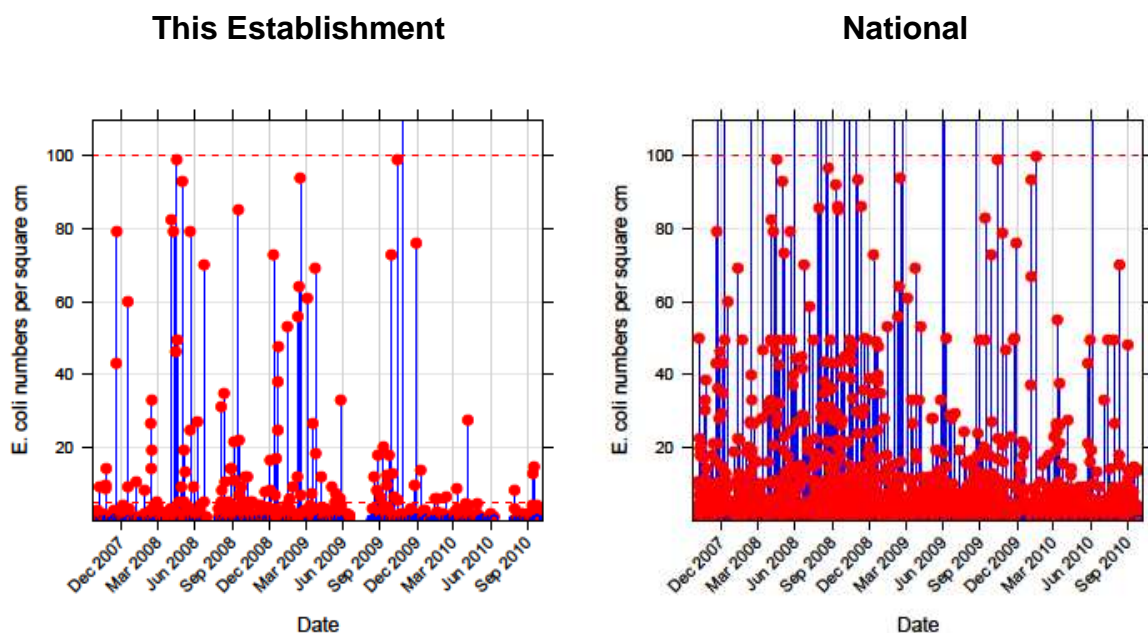 This Establishment
National
E. coli numbers per square cm
100
80
60
40
20
Dec 2007
Mar 2008
Jun 2008
Sep 2008
Dec 2008
Mar 2009
Jun 2009
Sep 2009
Dec 2009
Mar 2010
Jun 2010
Sep 2010
Date
E. coli numbers per square cm
100
80
60
40
20
Dec 2007
Mar 2008
Jun 2008
Sep 2008
Dec 2008
Mar 2009
Jun 2009
Sep 2009
Dec 2009
Mar 2010
Jun 2010
Sep 2010
Date